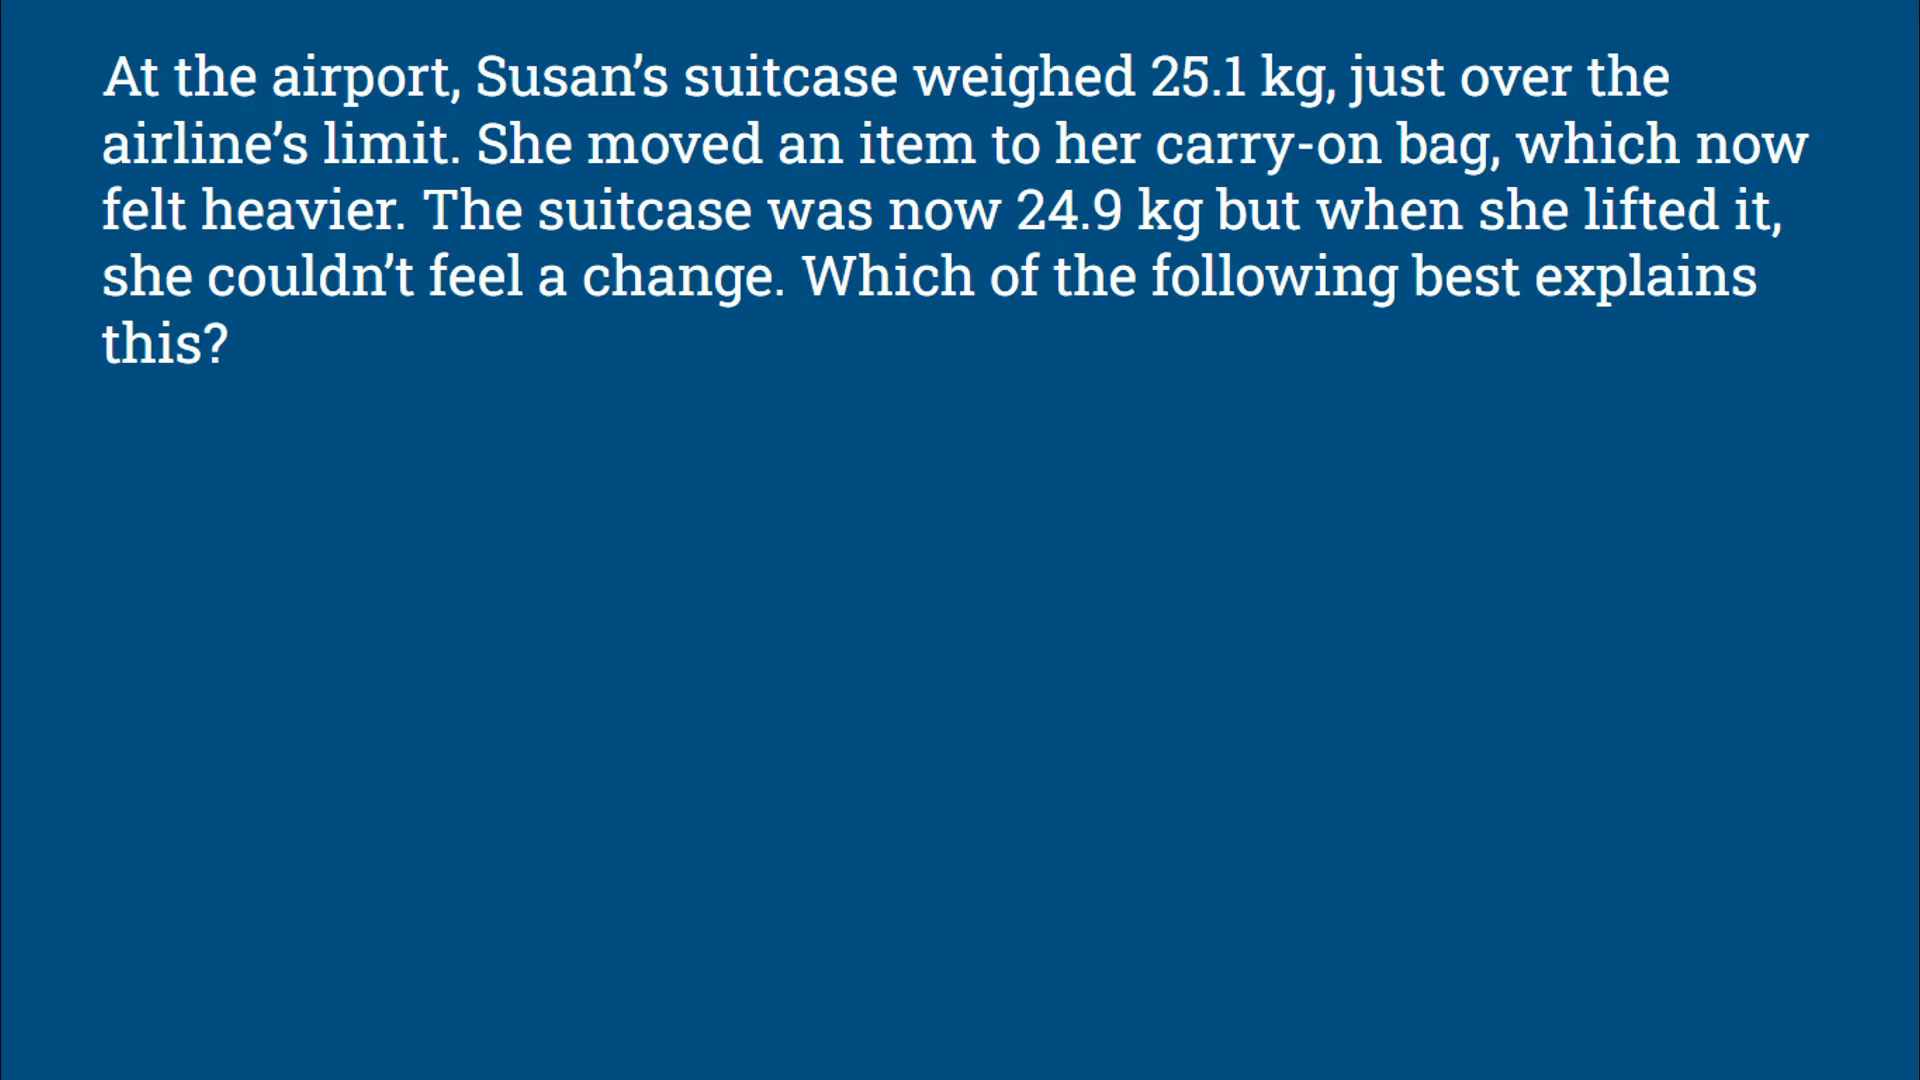 At the airport, Susan’s suitcase weighed 25.1 kg, just over the
airline’s limit. She moved an item to her carry-on bag, which now
felt heavier. The suitcase was now 24.9 kg but when she lifted it,
she couldn’t feel a change. Which of the following best explains
this?